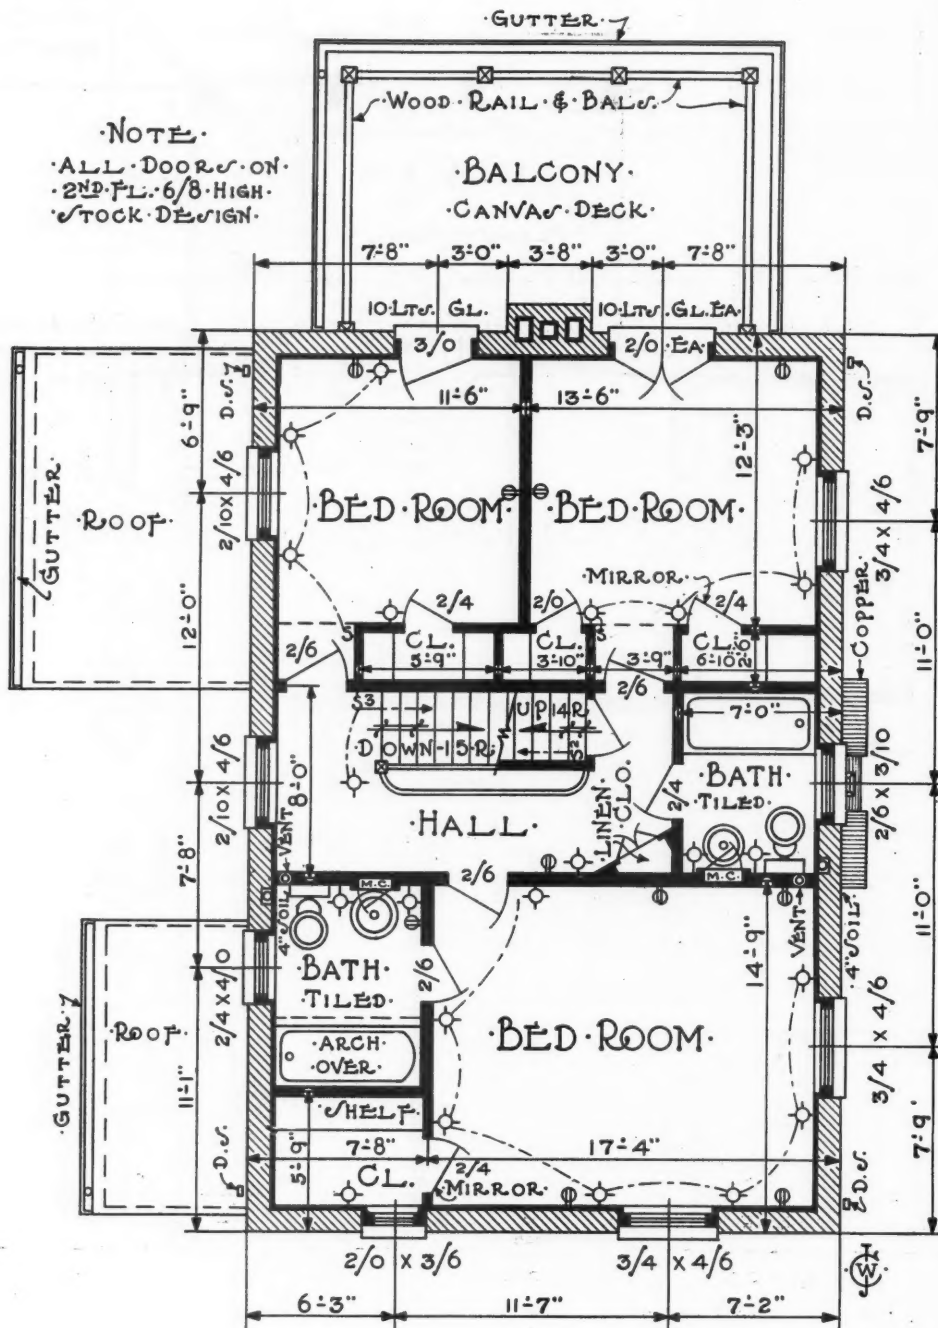 ·GUTTER·
·WOOD·RAIL·&·BALS.·
·NOTE·
·ALL·DOORS·ON·
·2ND·FL.·6/8·HIGH·
·STOCK·DESIGN·
·BALCONY·
·CANVAS·DECK·
7'-8" 3'-0" 3'-8" 3'-0" 7'-8"
10·LTS. GL. 10·LTS.GL.EA.
3/0 2/0 EA.
D.S. D.S.
11'-6" 13'-6"
6'-9" 12'-3" 7'-9"
2/10 x 4/6 3/4 x 4/6
GUTTER
·ROOF·
·BED·ROOM· ·BED·ROOM·
·MIRROR·
2/4 2/0 2/4
12'-0" COPPER 11'-0"
2/6 S CL. CL. S CL.
5'-9" 3'-10" 3'-9" 6'-10" 2'-6"
2/6
S3 UP 14 R. 7'-0"
DOWN-15-R. S2
2/10 x 4/6 8'-0" 2/6 x 3/10
·HALL· LINEN CLO. 2/4 ·BATH·
·TILED·
VENT
M.C. 2/6 M.C.
7'-8" 11'-0"
4"SOIL VENT 4"SOIL
·BATH· 2/6 14'-9"
·TILED·
2/4 x 4/0
GUTTER
·ROOF·
·ARCH·
·OVER·
·BED·ROOM·
3/4 x 4/6
11'-1" 7'-9"
·SHELF·
5'-9" 7'-8" 17'-4"
CL. 2/4
·MIRROR·
D.S. D.S.
2/0 x 3/6 3/4 x 4/6
6'-3" 11'-7" 7'-2"
W